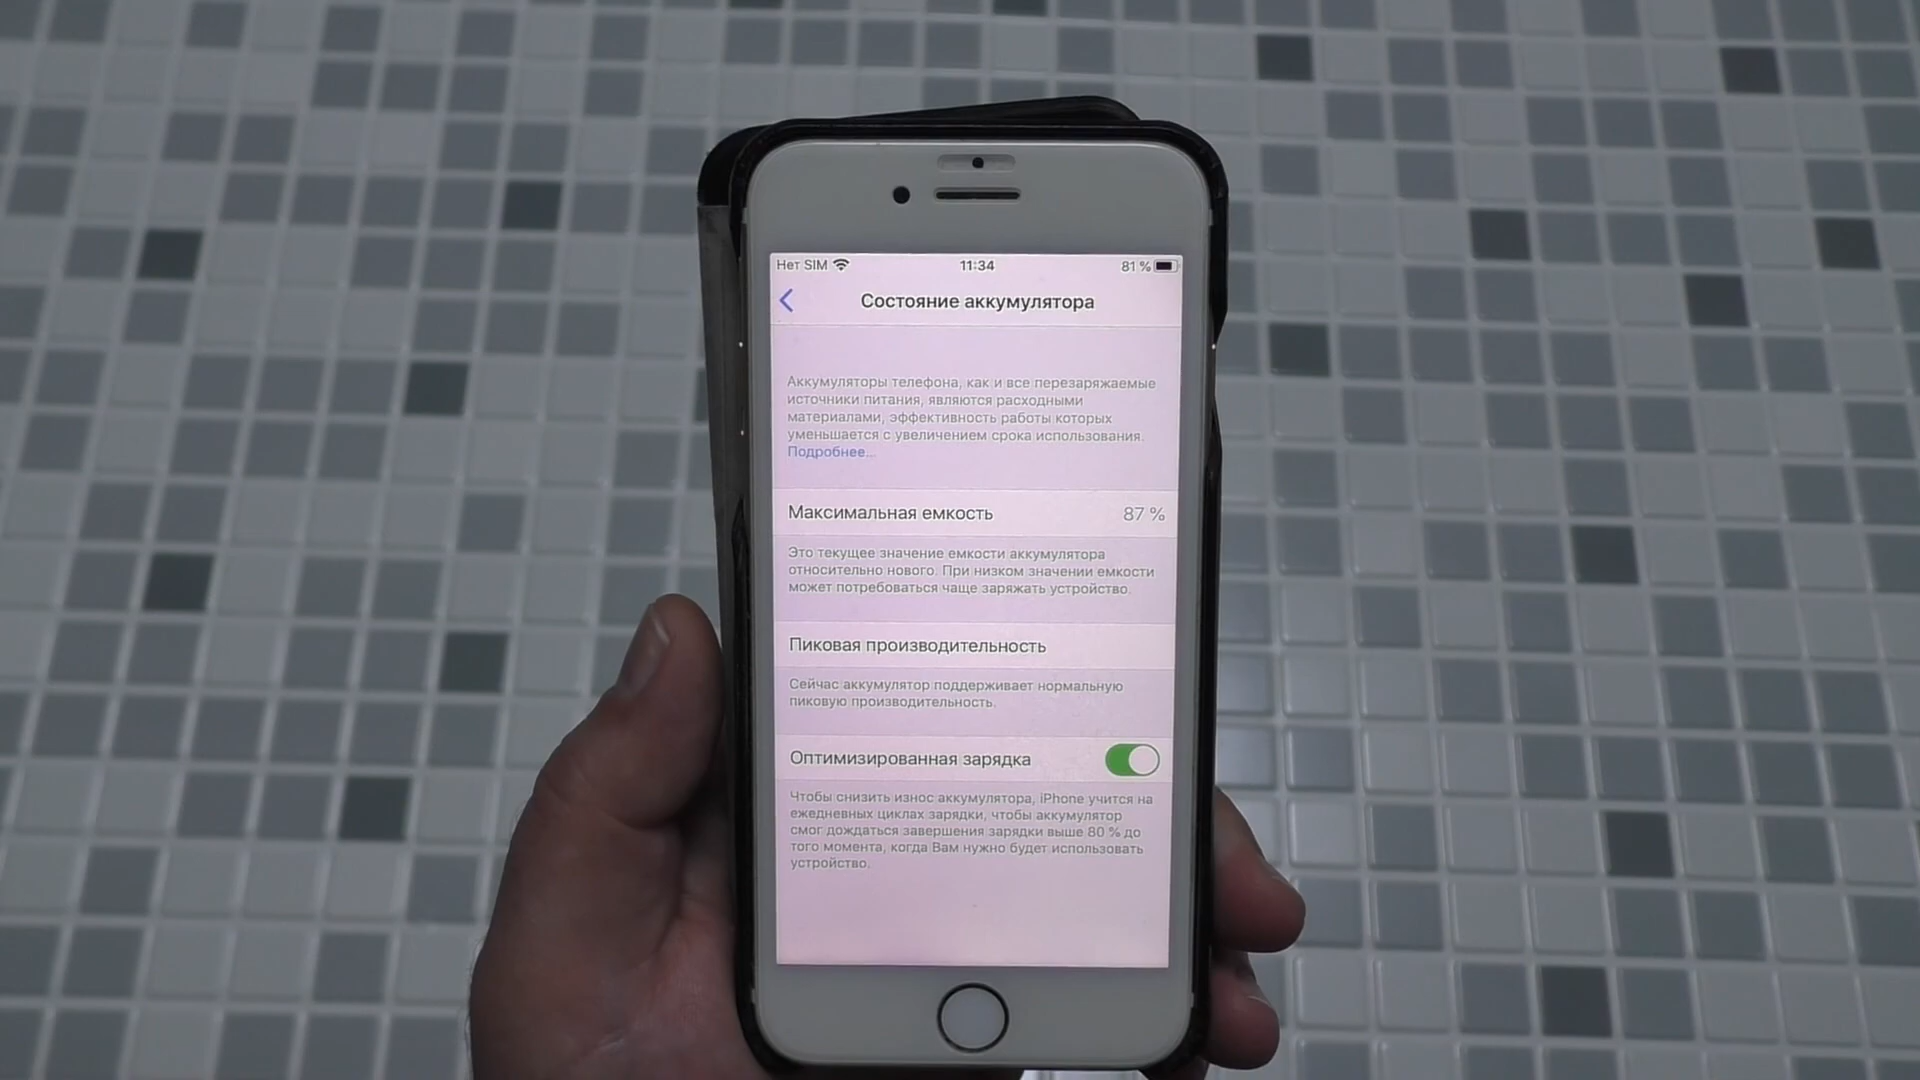 Нет SIM 11:34 81 %
Состояние аккумулятора
Аккумуляторы телефона, как и все перезаряжаемые
источники питания, являются расходными
материалами, эффективность работы которых
уменьшается с увеличением срока использования.
Подробнее...
Максимальная емкость 87 %
Это текущее значение емкости аккумулятора
относительно нового. При низком значении емкости
может потребоваться чаще заряжать устройство.
Пиковая производительность
Сейчас аккумулятор поддерживает нормальную
пиковую производительность.
Оптимизированная зарядка
Чтобы снизить износ аккумулятора, iPhone учится на
ежедневных циклах зарядки, чтобы аккумулятор
смог дождаться завершения зарядки выше 80 % до
того момента, когда Вам нужно будет использовать
устройство.